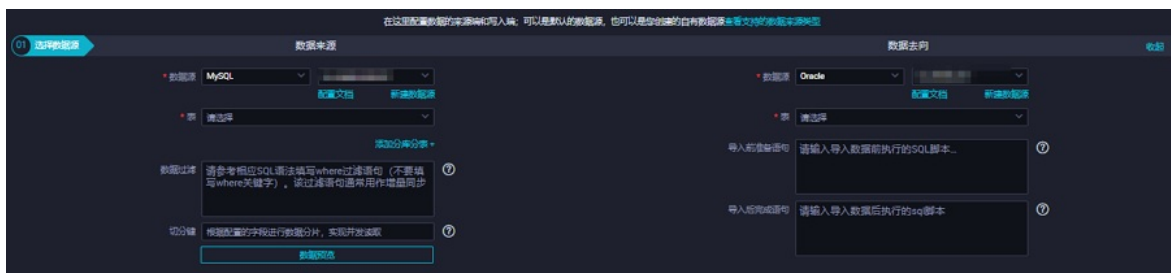 在这里配置数据的来源端和写入端；可以是默认的数据源，也可以是您创建的自有数据源查看支持的数据来源类型
01 选择数据源
数据来源
数据去向
收起
* 数据源 MySQL
配置文档 新建数据源
* 表 请选择
添加分库分表+
数据过滤 请参考相应SQL语法填写where过滤语句（不要填
写where关键字）。该过滤语句通常用作增量同步
切分键 根据配置的字段进行数据分片，实现并发读取
数据预览
* 数据源 Oracle
配置文档 新建数据源
* 表 请选择
导入前准备语句 请输入导入数据前执行的SQL脚本...
导入后完成语句 请输入导入数据后执行的sql脚本